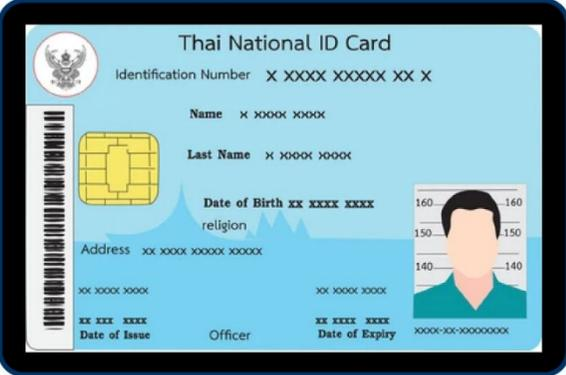 Thai National ID Card
Identification Number X XXXX XXXXX XX X
Name X XXXX XXXX
Last Name X XXXX XXXX
Date of Birth XX XXXX XXXX
religion
160 160
150 150
140 140
Address XX XXXX XXXXX XXXXX
XX XXXX XXXX XX XXXX XXXX
XX XXX XXXX XX XXXX XXXX
Date of Issue Officer Date of Expiry
XXXX-XX-XXXXXXXX